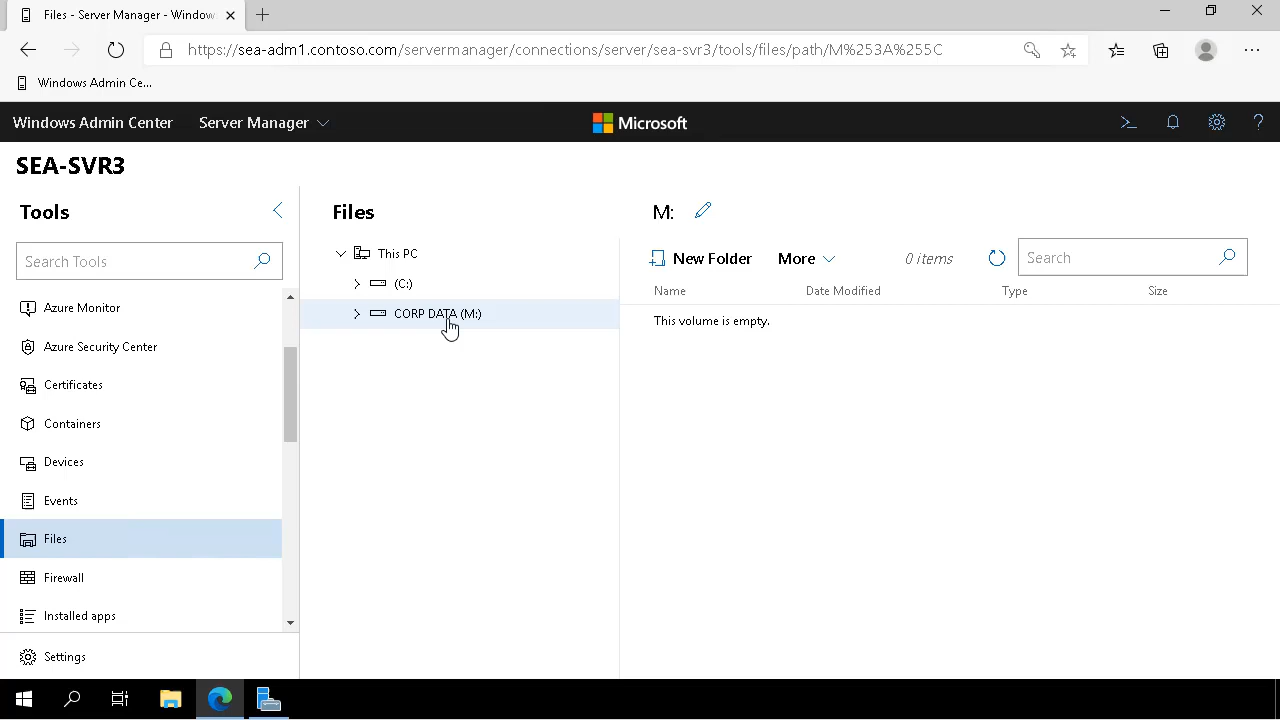 Files - Server Manager - Window
https://sea-adm1.contoso.com/servermanager/connections/server/sea-svr3/tools/files/path/M%253A%255C
Windows Admin Ce...
Windows Admin Center
Server Manager
Microsoft
SEA-SVR3
Tools
Search Tools
Azure Monitor
Azure Security Center
Certificates
Containers
Devices
Events
Files
Firewall
Installed apps
Settings
Files
This PC
(C:)
CORP DATA (M:)
M:
New Folder
More
0 items
Search
Name
Date Modified
Type
Size
This volume is empty.